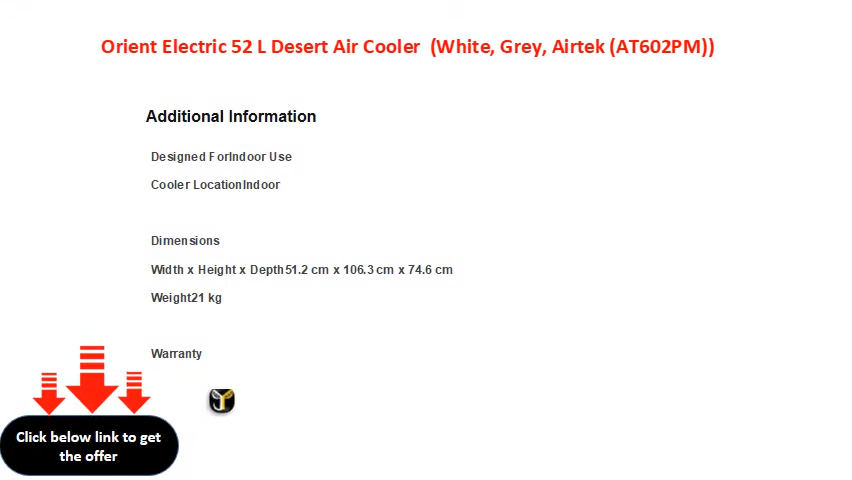 Orient Electric 52 L Desert Air Cooler (White, Grey, Airtek (AT602PM))
Additional Information
Designed ForIndoor Use
Cooler LocationIndoor
Dimensions
Width x Height x Depth51.2 cm x 106.3 cm x 74.6 cm
Weight21 kg
Warranty
Click below link to get
the offer